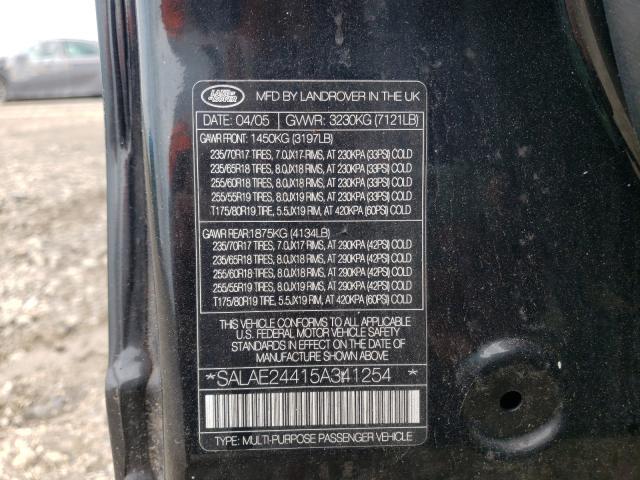 LAND
ROVER
MFD BY LANDROVER IN THE UK
DATE: 04/05 GVWR: 3230KG (7121LB)
GAWR FRONT: 1450KG (3197LB)
235/70R17 TIRES, 7.0JX17-RIMS, AT 230KPA (33PSI) COLD
235/65R18 TIRES, 8.0JX18 RIMS, AT 230KPA (33PSI) COLD
255/60R18 TIRES, 8.0JX18 RIMS, AT 230KPA (33PSI) COLD
255/55R19 TIRES, 8.0JX19 RIMS, AT 230KPA (33PSI) COLD
T175/80R19 TIRE, 5.5JX19 RIM, AT 420KPA (60PSI) COLD
GAWR REAR:1875KG (4134LB)
235/70R17 TIRES, 7.0JX17 RIMS, AT 290KPA (42PSI) COLD
235/65R18 TIRES, 8.0JX18 RIMS, AT 290KPA (42PSI) COLD
255/60R18-TIRES, 8.0JX18 RIMS, AT 290KPA (42PSI) COLD
255/55R19 TIRES, 8.0JX19 RIMS, AT 290KPA (42PSI) COLD
T175/80R19 TIRE, 5.5JX19 RIM, AT 420KPA (60PSI) COLD
THIS VEHICLE CONFORMS TO ALL APPLICABLE
U.S. FEDERAL MOTOR VEHICLE SAFETY
STANDARDS IN EFFECT ON THE DATE OF
MANUFACTURE SHOWN ABOVE.
*SALAE24415A341254 *
TYPE: MULTI-PURPOSE PASSENGER VEHICLE